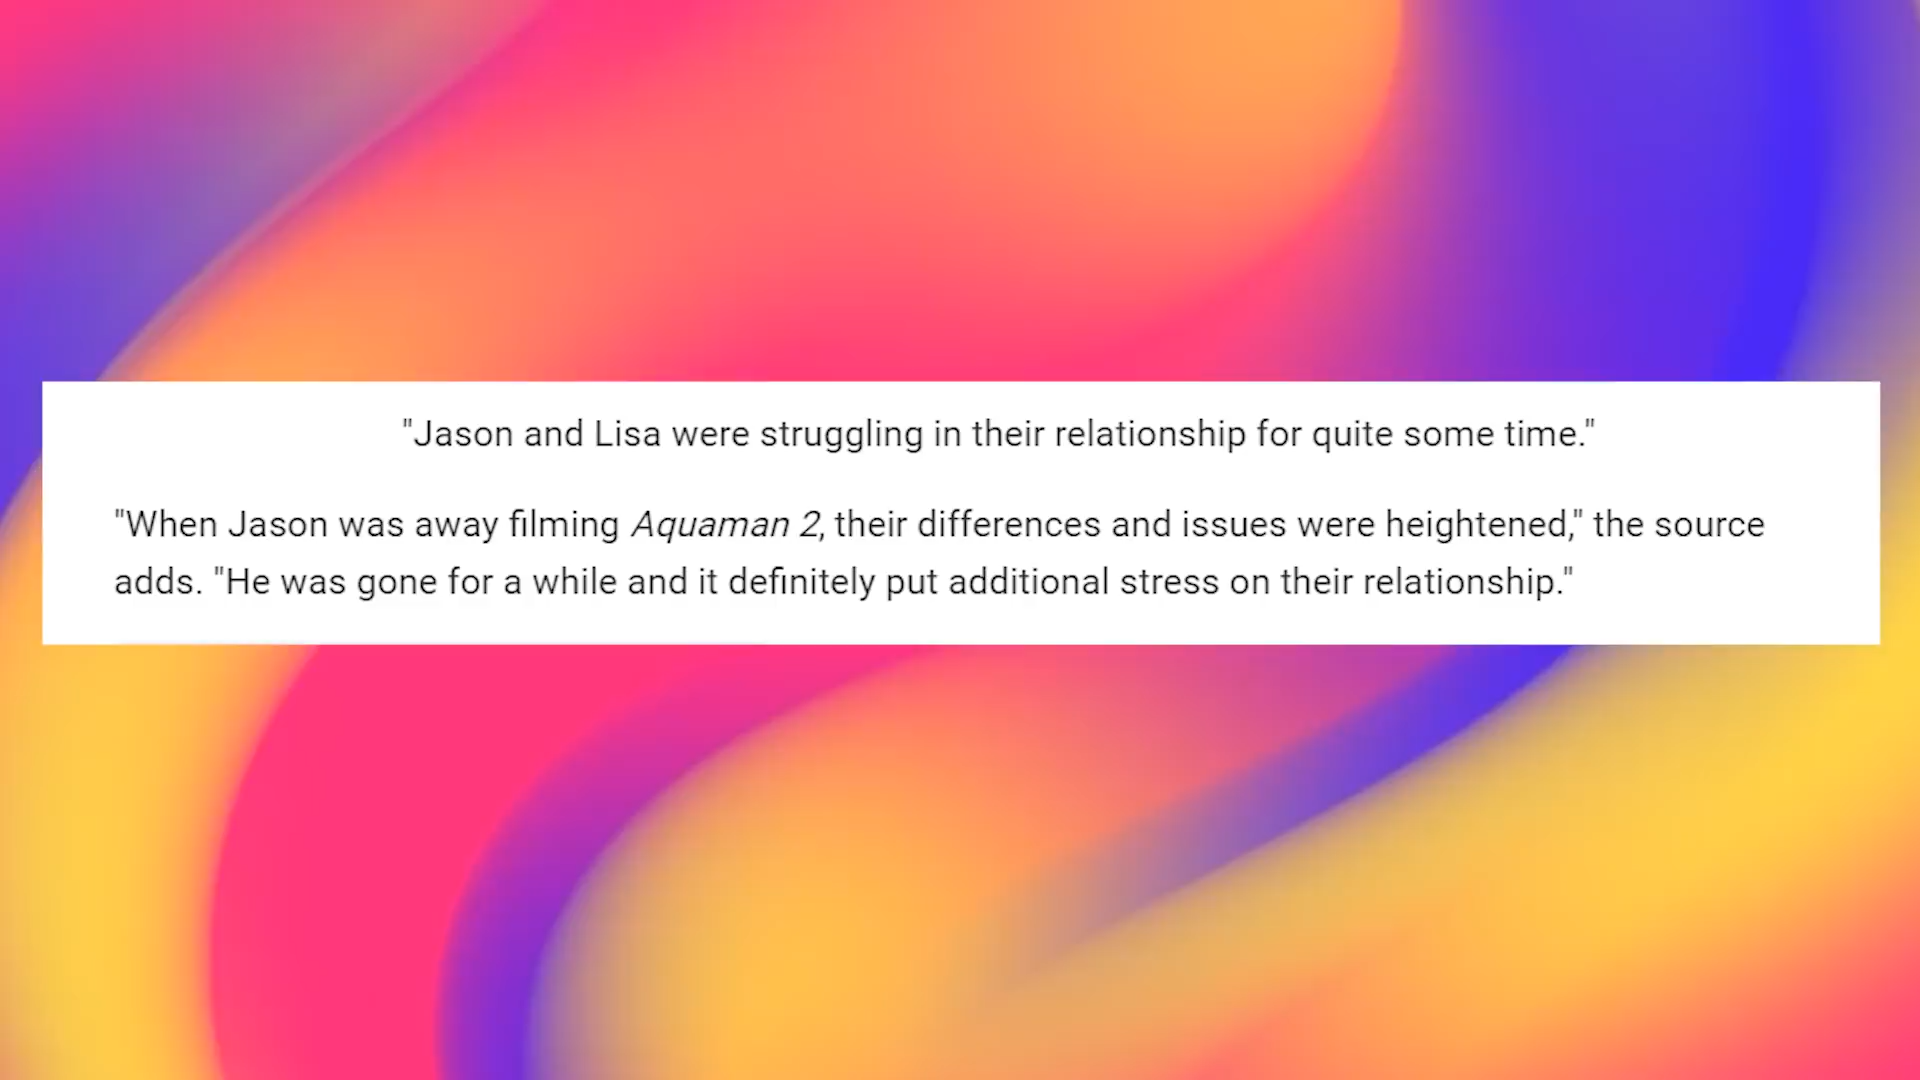 "Jason and Lisa were struggling in their relationship for quite some time."
"When Jason was away filming Aquaman 2, their differences and issues were heightened," the source
adds. "He was gone for a while and it definitely put additional stress on their relationship."